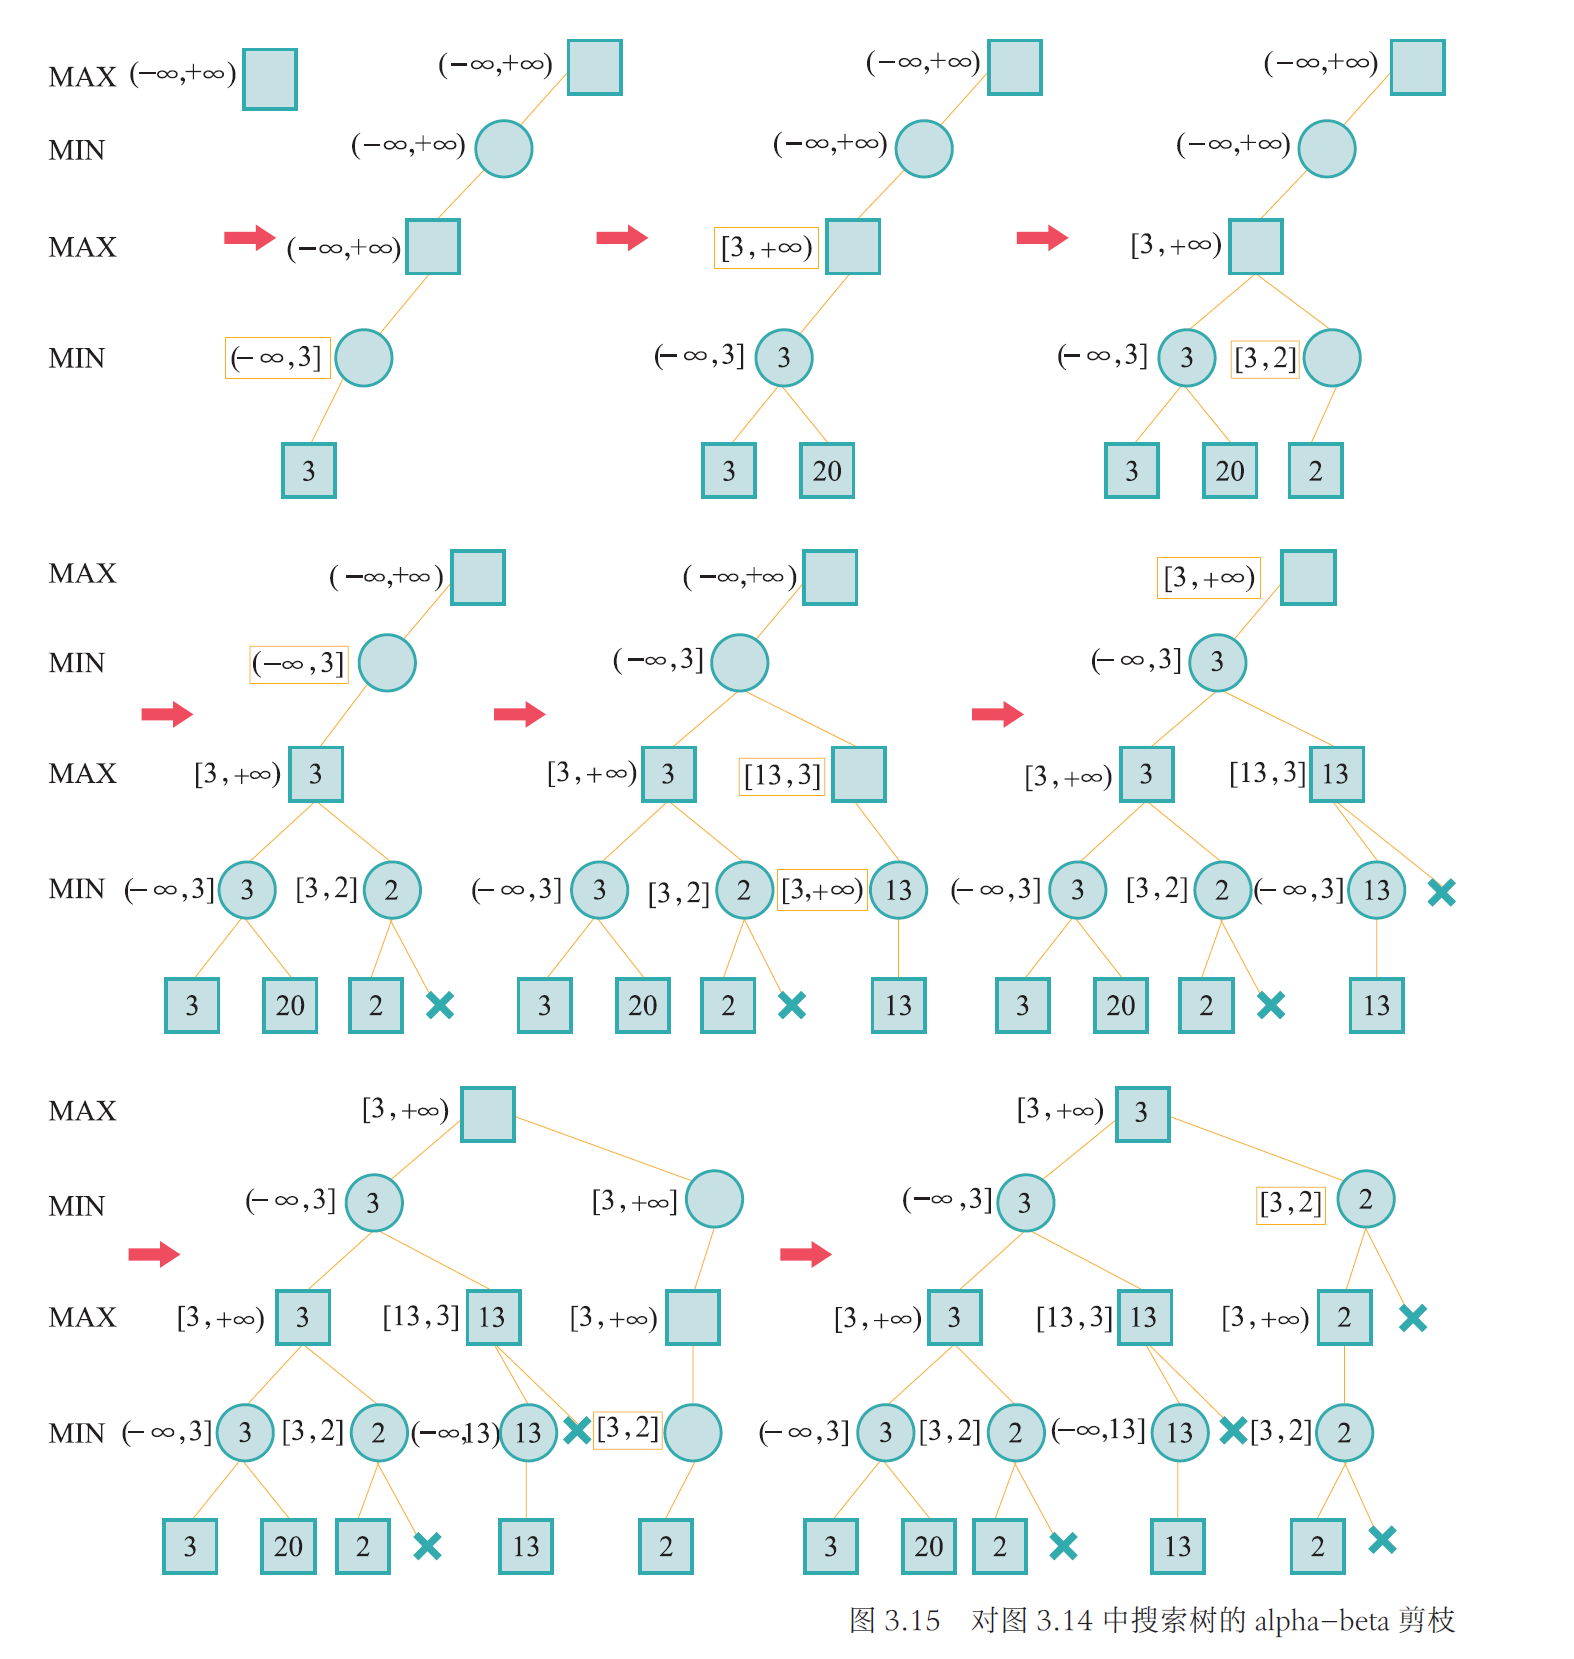 MAX (−∞,+∞) (−∞,+∞) (−∞,+∞) (−∞,+∞)
MIN (−∞,+∞) (−∞,+∞) (−∞,+∞)
MAX (−∞,+∞) [3,+∞) [3,+∞)
MIN (−∞,3] (−∞,3] 3 (−∞,3] 3 [3,2]
3 3 20 3 20 2
MAX (−∞,+∞) (−∞,+∞) [3,+∞)
MIN (−∞,3] (−∞,3] (−∞,3] 3
MAX [3,+∞) 3 [3,+∞) 3 [13,3] [3,+∞) 3 [13,3] 13
MIN (−∞,3] 3 [3,2] 2 (−∞,3] 3 [3,2] 2 [3,+∞) 13 (−∞,3] 3 [3,2] 2 (−∞,3] 13
3 20 2 3 20 2 13 3 20 2 13
MAX [3,+∞) [3,+∞) 3
MIN (−∞,3] 3 [3,+∞] (−∞,3] 3 [3,2] 2
MAX [3,+∞) 3 [13,3] 13 [3,+∞) [3,+∞) 3 [13,3] 13 [3,+∞) 2
MIN (−∞,3] 3 [3,2] 2 (−∞,13) 13 [3,2] (−∞,3] 3 [3,2] 2 (−∞,13] 13 [3,2] 2
3 20 2 13 2 3 20 2 13 2
图 3.15 对图 3.14 中搜索树的 alpha–beta 剪枝